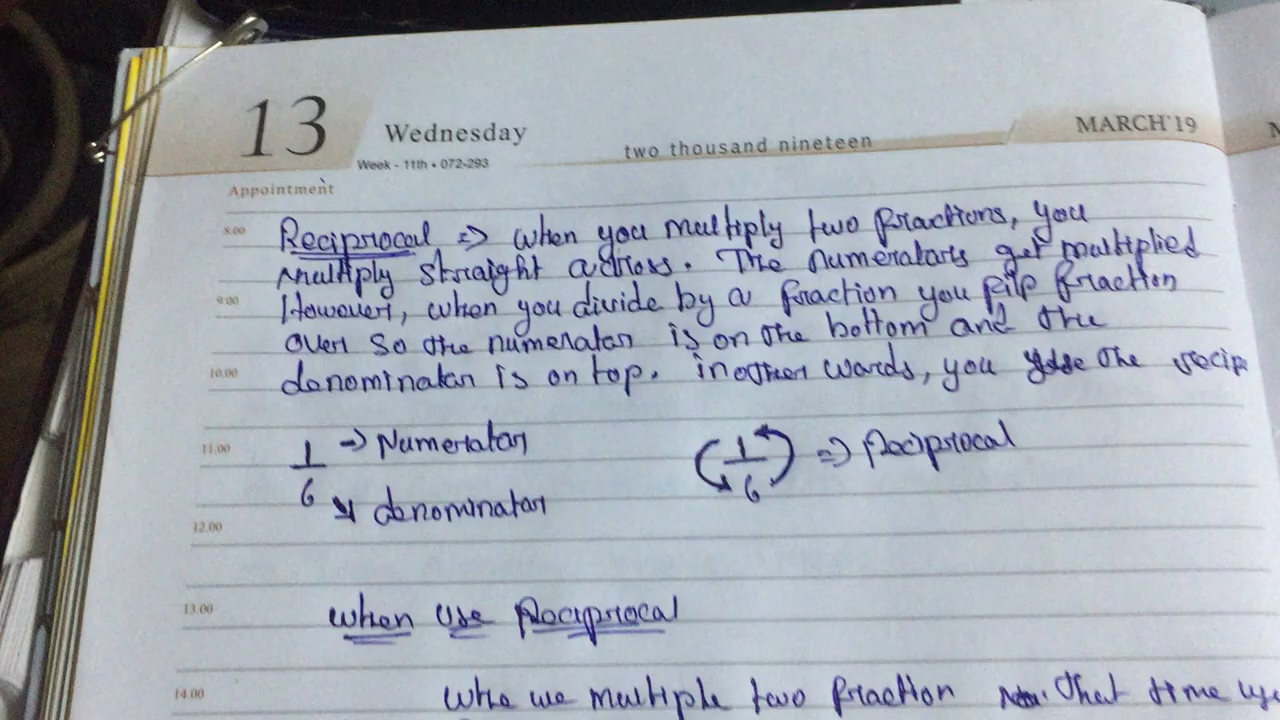 13 Wednesday two thousand nineteen MARCH'19
Week - 11th • 072-293
Appointment
8.00 Reciprocal => when you multiply two fractions, you
multiply straight across. The numerators get multiplied
9.00 However, when you divide by a fraction you flip fraction
over so the numerator is on the bottom and the
10.00 denominator is on top. in other words, you the recip
11.00 1 -> Numerator 1 => Reciprocal
6 denominator 6
12.00
13.00 when use Reciprocal
14.00 whe we multiple two fraction that time